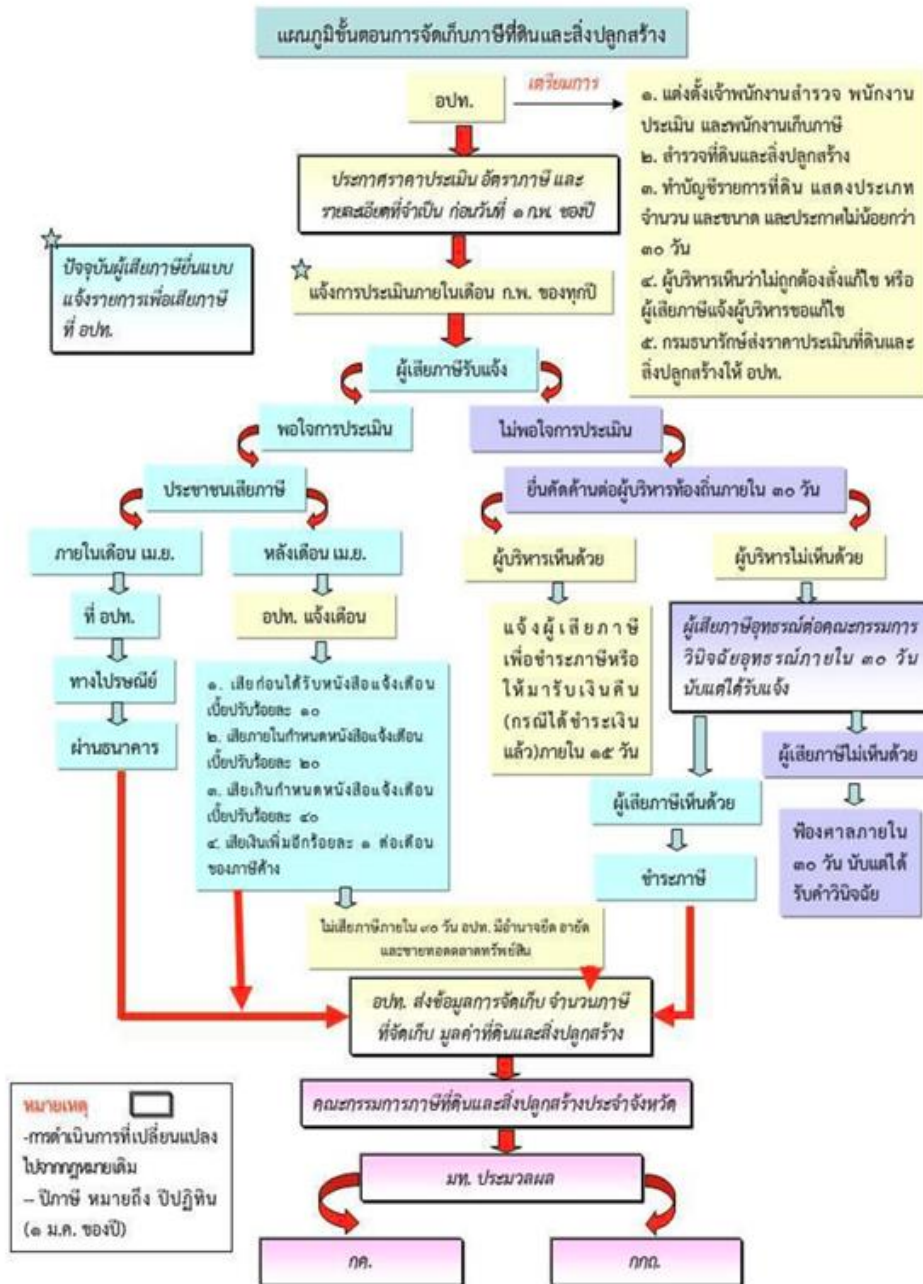 แผนภูมิขั้นตอนการจัดเก็บภาษีที่ดินและสิ่งปลูกสร้าง
อปท.
เตรียมการ
๑. แต่งตั้งเจ้าพนักงานสำรวจ พนักงาน
ประเมิน และพนักงานเก็บภาษี
๒. สำรวจที่ดินและสิ่งปลูกสร้าง
๓. ทำบัญชีรายการที่ดิน แสดงประเภท
จำนวน และขนาด และประกาศไม่น้อยกว่า
๓๐ วัน
๔. ผู้บริหารเห็นว่าไม่ถูกต้องสั่งแก้ไข หรือ
ผู้เสียภาษีแจ้งผู้บริหารขอแก้ไข
๕. กรมธนารักษ์ส่งราคาประเมินที่ดินและ
สิ่งปลูกสร้างให้ อปท.
ประกาศราคาประเมิน อัตราภาษี และ
รายละเอียดที่จำเป็น ก่อนวันที่ ๑ ก.พ. ของปี
ปัจจุบันผู้เสียภาษียื่นแบบ
แจ้งรายการเพื่อเสียภาษี
ที่ อปท.
แจ้งการประเมินภายในเดือน ก.พ. ของทุกปี
ผู้เสียภาษีรับแจ้ง
พอใจการประเมิน
ไม่พอใจการประเมิน
ประชาชนเสียภาษี
ยื่นคัดค้านต่อผู้บริหารท้องถิ่นภายใน ๓๐ วัน
ภายในเดือน เม.ย.
หลังเดือน เม.ย.
ผู้บริหารเห็นด้วย
ผู้บริหารไม่เห็นด้วย
ที่ อปท.
อปท. แจ้งเตือน
แจ้งผู้เสียภาษี
เพื่อชำระภาษีหรือ
ให้มารับเงินคืน
(กรณีได้ชำระเงิน
แล้ว)ภายใน ๑๕ วัน
ผู้เสียภาษีอุทธรณ์ต่อคณะกรรมการ
วินิจฉัยอุทธรณ์ภายใน ๓๐ วัน
นับแต่ได้รับแจ้ง
ทางไปรษณีย์
ผ่านธนาคาร
๑. เสียก่อนได้รับหนังสือแจ้งเตือน
เบี้ยปรับร้อยละ ๑๐
๒. เสียภายในกำหนดหนังสือแจ้งเตือน
เบี้ยปรับร้อยละ ๒๐
๓. เสียเกินกำหนดหนังสือแจ้งเตือน
เบี้ยปรับร้อยละ ๔๐
๔. เสียเงินเพิ่มอีกร้อยละ ๑ ต่อเดือน
ของภาษีค้าง
ผู้เสียภาษีเห็นด้วย
ผู้เสียภาษีไม่เห็นด้วย
ชำระภาษี
ฟ้องศาลภายใน
๓๐ วัน นับแต่ได้
รับคำวินิจฉัย
ไม่เสียภาษีภายใน ๙๐ วัน อปท. มีอำนาจยึด อายัด
และขายทอดตลาดทรัพย์สิน
อปท. ส่งข้อมูลการจัดเก็บ จำนวนภาษี
ที่จัดเก็บ มูลค่าที่ดินและสิ่งปลูกสร้าง
คณะกรรมการภาษีที่ดินและสิ่งปลูกสร้างประจำจังหวัด
มท. ประมวลผล
กค.
กกถ.
หมายเหตุ
-การดำเนินการที่เปลี่ยนแปลง
ไปจากกฎหมายเดิม
– ปีภาษี หมายถึง ปีปฏิทิน
(๑ ม.ค. ของปี)